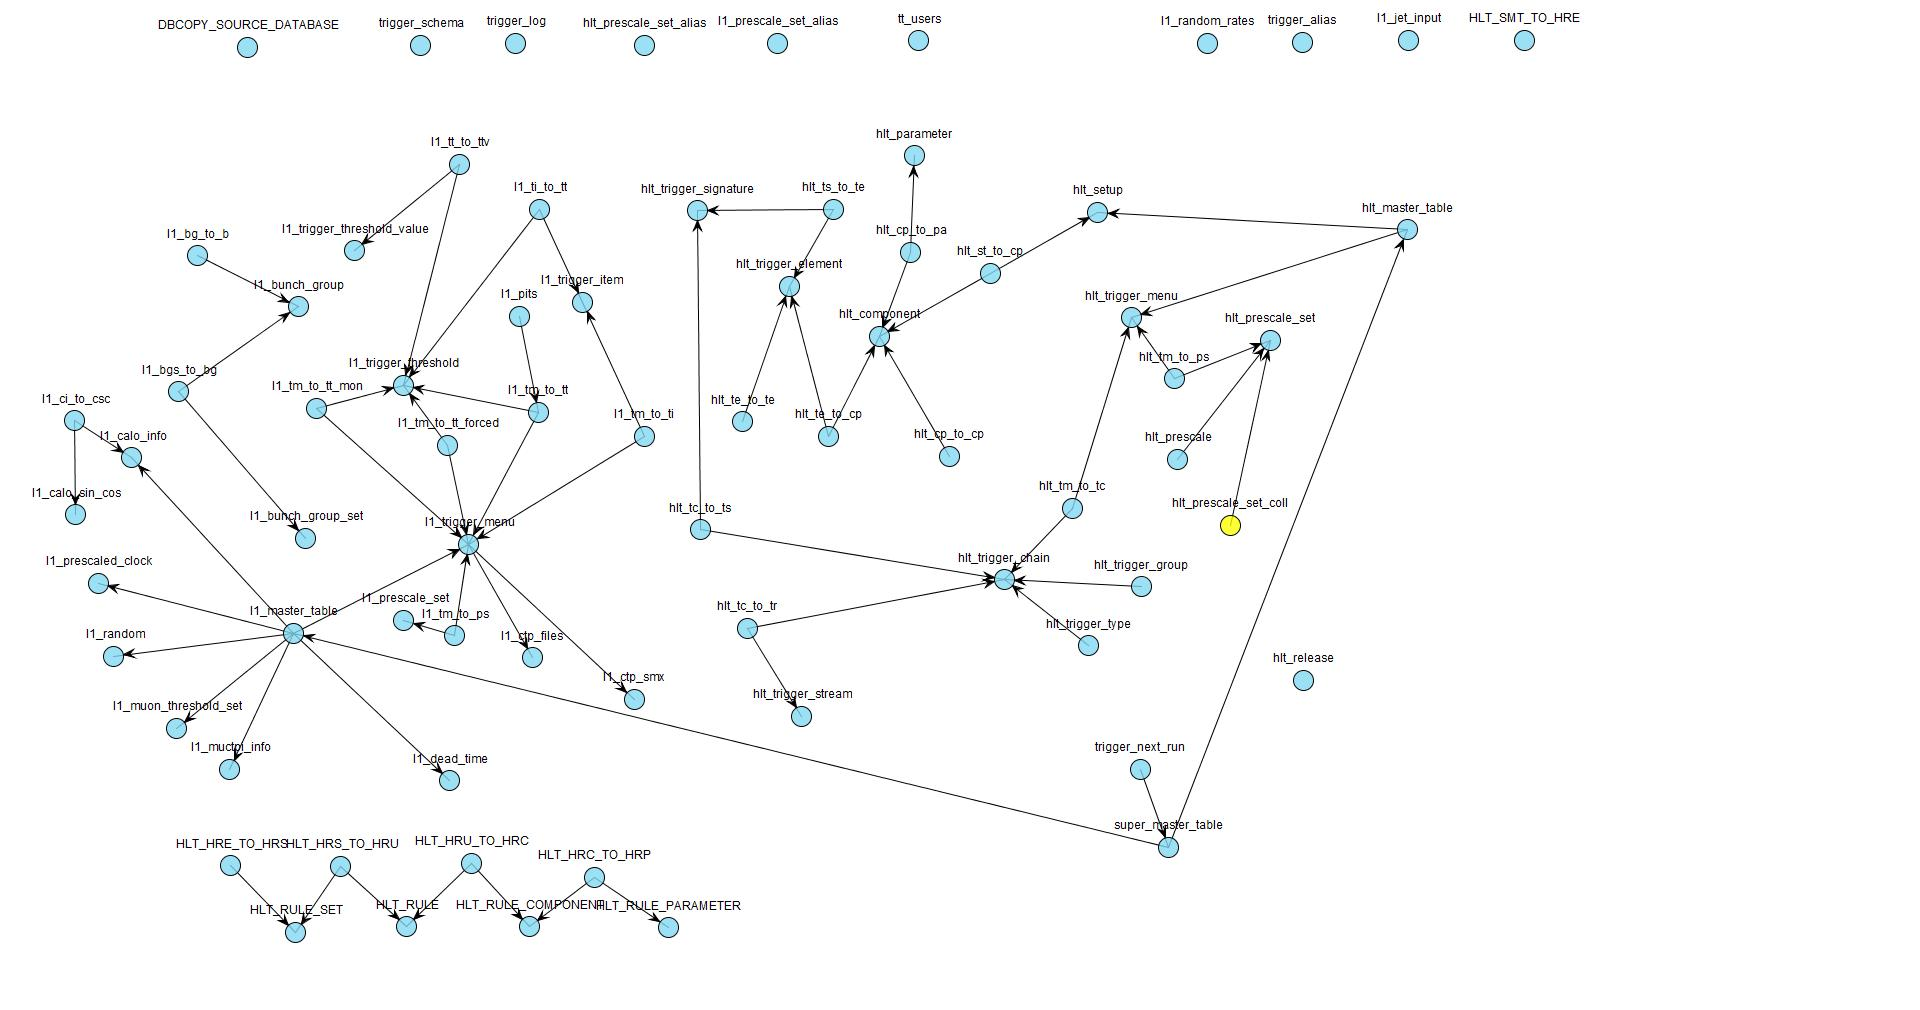 DBCOPY_SOURCE_DATABASE
trigger_schema
trigger_log
hlt_prescale_set_alias
l1_prescale_set_alias
tt_users
l1_random_rates
trigger_alias
l1_jet_input
HLT_SMT_TO_HRE
l1_tt_to_ttv
hlt_parameter
l1_ti_to_tt
hlt_trigger_signature
hlt_ts_to_te
hlt_setup
hlt_master_table
l1_bg_to_b
l1_trigger_threshold_value
hlt_cp_to_pa
hlt_st_to_cp
hlt_trigger_element
l1_bunch_group
l1_trigger_item
l1_pits
hlt_trigger_menu
hlt_component
hlt_prescale_set
l1_bgs_to_bg
l1_trigger_threshold
hlt_tm_to_ps
l1_tm_to_tt_mon
l1_tm_to_tt
l1_ci_to_csc
hlt_te_to_te
l1_tm_to_ti
hlt_te_to_cp
l1_tm_to_tt_forced
l1_calo_info
hlt_cp_to_cp
hlt_prescale
l1_calo_sin_cos
hlt_tm_to_tc
hlt_prescale_set_coll
l1_bunch_group_set
l1_trigger_menu
hlt_tc_to_ts
l1_prescaled_clock
hlt_trigger_chain
hlt_trigger_group
l1_prescale_set
l1_master_table
l1_tm_to_ps
hlt_tc_to_tr
l1_random
l1_ctp_files
hlt_trigger_type
hlt_release
l1_ctp_smx
hlt_trigger_stream
l1_muon_threshold_set
l1_muctpi_info
l1_dead_time
trigger_next_run
super_master_table
HLT_HRE_TO_HRS
HLT_HRS_TO_HRU
HLT_HRU_TO_HRC
HLT_HRC_TO_HRP
HLT_RULE_SET
HLT_RULE
HLT_RULE_COMPONENT
HLT_RULE_PARAMETER